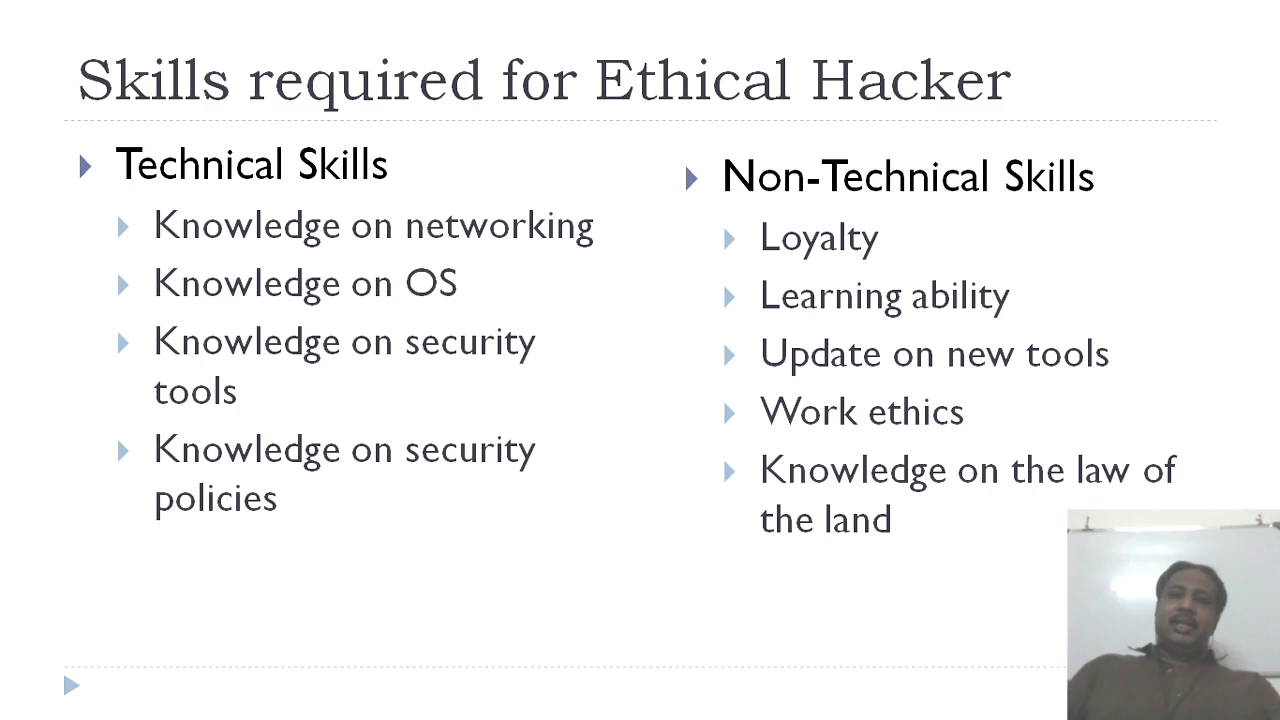 Skills required for Ethical Hacker
Technical Skills
Knowledge on networking
Knowledge on OS
Knowledge on security
tools
Knowledge on security
policies
Non-Technical Skills
Loyalty
Learning ability
Update on new tools
Work ethics
Knowledge on the law of
the land